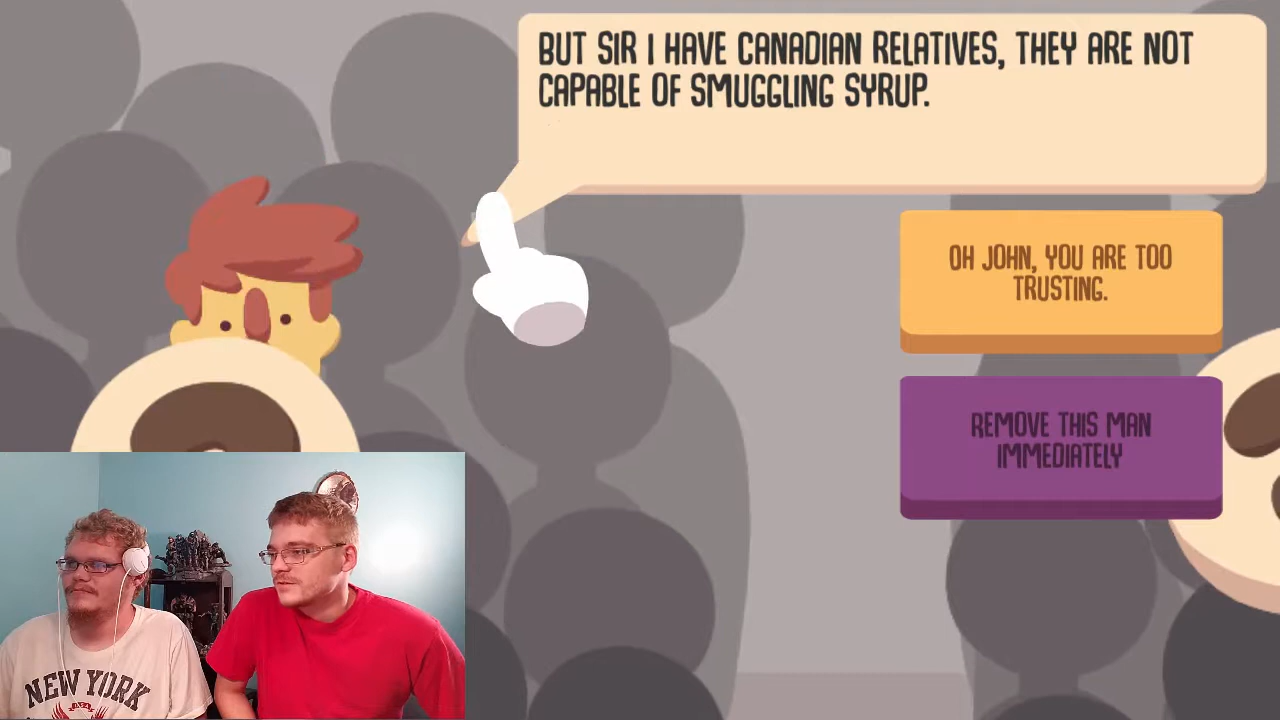 BUT SIR I HAVE CANADIAN RELATIVES, THEY ARE NOT
CAPABLE OF SMUGGLING SYRUP.
OH JOHN, YOU ARE TOO
TRUSTING.
REMOVE THIS MAN
IMMEDIATELY
NEW YORK